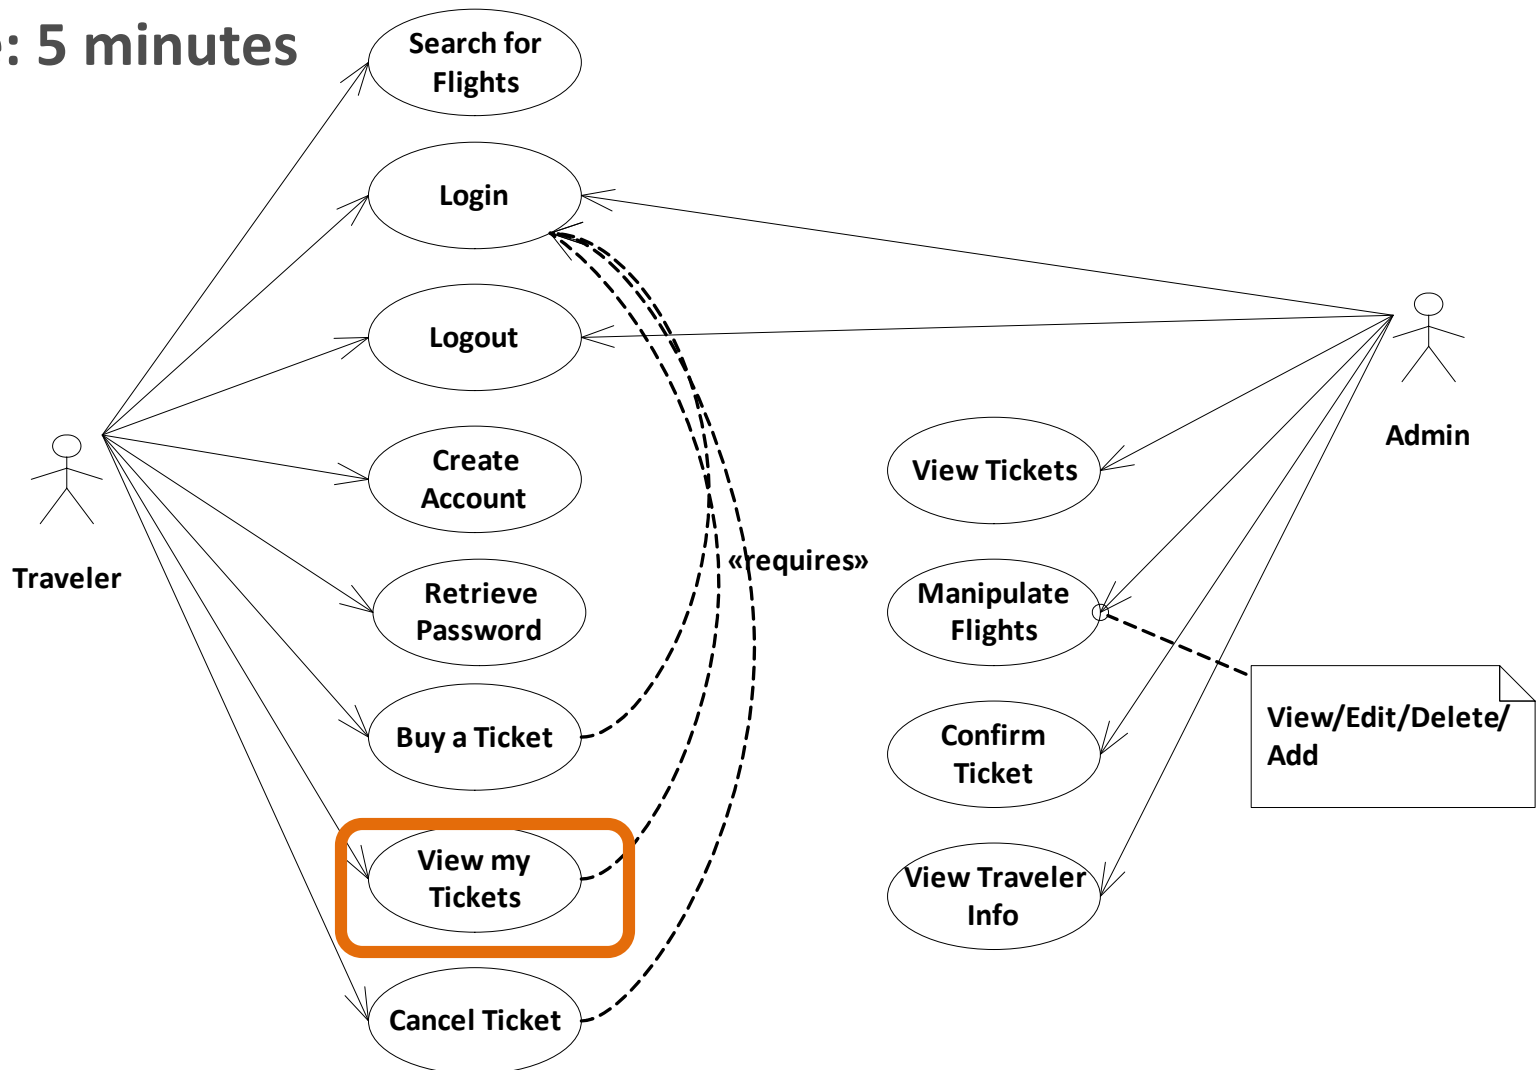 : 5 minutes
Search for
Flights
Login
Logout
Create
Account
Retrieve
Password
Buy a Ticket
View my
Tickets
Cancel Ticket
Traveler
«requires»
Admin
View Tickets
Manipulate
Flights
Confirm
Ticket
View Traveler
Info
View/Edit/Delete/
Add